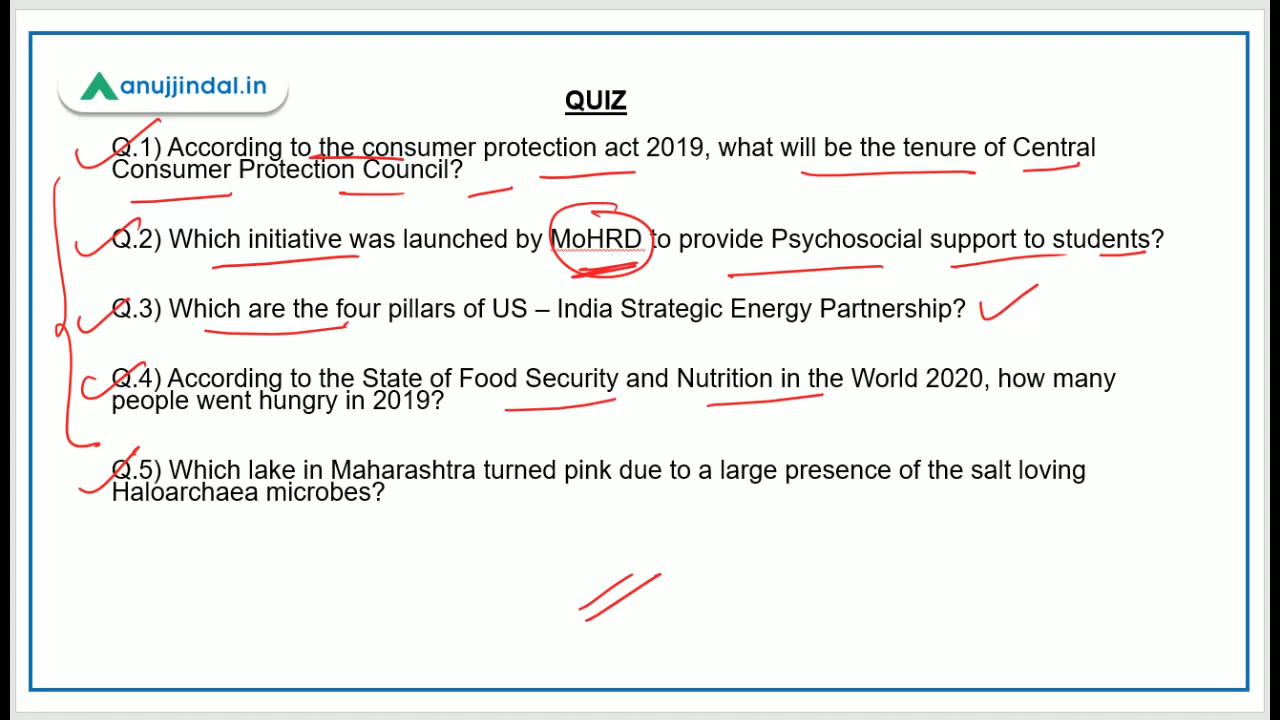 anujjindal.in
QUIZ
Q.1) According to the consumer protection act 2019, what will be the tenure of Central
Consumer Protection Council?
Q.2) Which initiative was launched by MoHRD to provide Psychosocial support to students?
Q.3) Which are the four pillars of US – India Strategic Energy Partnership?
Q.4) According to the State of Food Security and Nutrition in the World 2020, how many
people went hungry in 2019?
Q.5) Which lake in Maharashtra turned pink due to a large presence of the salt loving
Haloarchaea microbes?